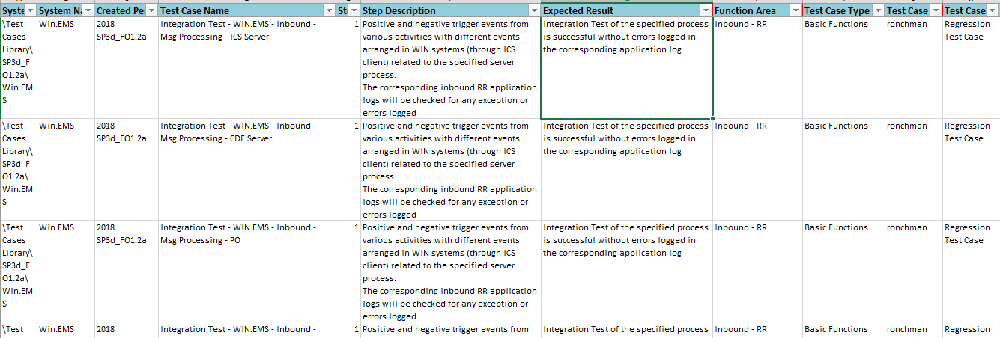 Syste System Na Created Per Test Case Name St Step Description Expected Result Function Area Test Case Type Test Case Test Case
\Test
Cases
Library\
SP3d_F
O1.2a\
Win.EM
S
Win.EMS
2018
SP3d_FO1.2a
Integration Test - WIN.EMS - Inbound -
Msg Processing - ICS Server
1
Positive and negative trigger events from
various activities with different events
arranged in WIN systems (through ICS
client) related to the specified server
process.
The corresponding inbound RR application
logs will be checked for any exception or
errors logged
Integration Test of the specified process
is successful without errors logged in
the corresponding application log
Inbound - RR
Basic Functions
ronchman
Regression
Test Case
\Test
Cases
Library\
SP3d_F
O1.2a\
Win.EM
S
Win.EMS
2018
SP3d_FO1.2a
Integration Test - WIN.EMS - Inbound -
Msg Processing - CDF Server
1
Positive and negative trigger events from
various activities with different events
arranged in WIN systems (through ICS
client) related to the specified server
process.
The corresponding inbound RR application
logs will be checked for any exception or
errors logged
Integration Test of the specified process
is successful without errors logged in
the corresponding application log
Inbound - RR
Basic Functions
ronchman
Regression
Test Case
\Test
Cases
Library\
SP3d_F
O1.2a\
Win.EM
S
Win.EMS
2018
SP3d_FO1.2a
Integration Test - WIN.EMS - Inbound -
Msg Processing - PO
1
Positive and negative trigger events from
various activities with different events
arranged in WIN systems (through ICS
client) related to the specified server
process.
The corresponding inbound RR application
logs will be checked for any exception or
errors logged
Integration Test of the specified process
is successful without errors logged in
the corresponding application log
Inbound - RR
Basic Functions
ronchman
Regression
Test Case
\Test
Win.EMS
2018
Integration Test - WIN.EMS - Inbound -
1
Positive and negative trigger events from
Integration Test of the specified process
Inbound - RR
Basic Functions
ronchman
Regression